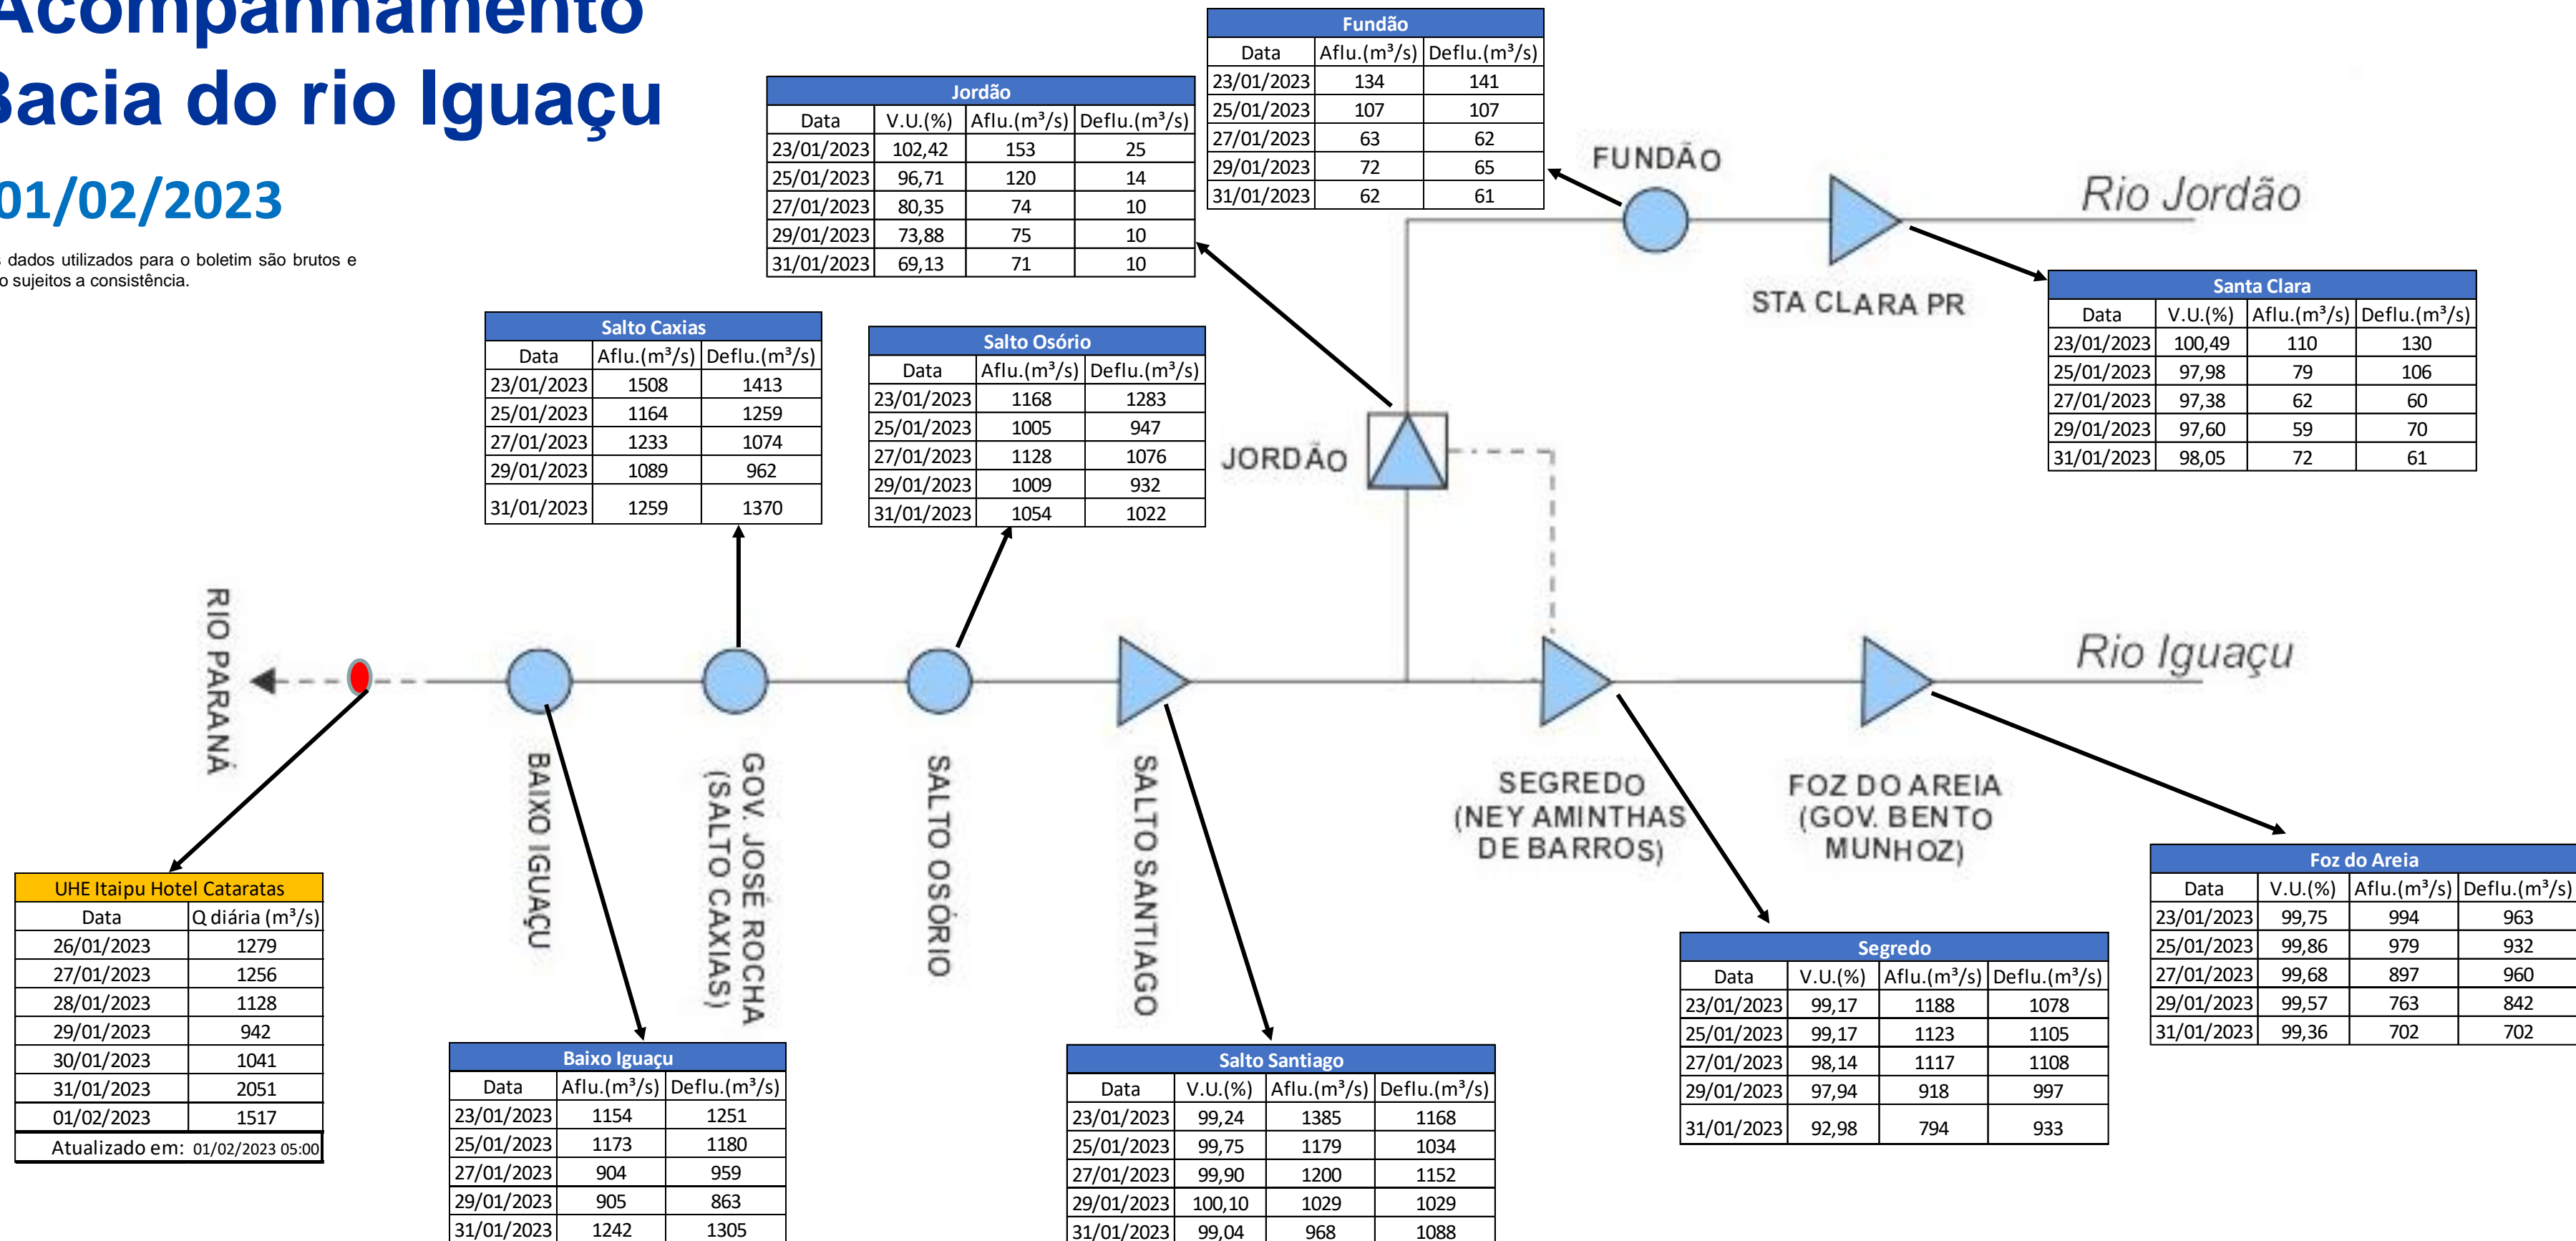 Acompanhamento
Bacia do rio Iguaçu
01/02/2023
s dados utilizados para o boletim são brutos e
o sujeitos a consistência.
Fundão
Data Aflu.(m³/s) Deflu.(m³/s)
23/01/2023 134 141
25/01/2023 107 107
27/01/2023 63 62
29/01/2023 72 65
31/01/2023 62 61
Jordão
Data V.U.(%) Aflu.(m³/s) Deflu.(m³/s)
23/01/2023 102,42 153 25
25/01/2023 96,71 120 14
27/01/2023 80,35 74 10
29/01/2023 73,88 75 10
31/01/2023 69,13 71 10
FUNDÃO
Rio Jordão
STA CLARA PR
Santa Clara
Data V.U.(%) Aflu.(m³/s) Deflu.(m³/s)
23/01/2023 100,49 110 130
25/01/2023 97,98 79 106
27/01/2023 97,38 62 60
29/01/2023 97,60 59 70
31/01/2023 98,05 72 61
Salto Caxias
Data Aflu.(m³/s) Deflu.(m³/s)
23/01/2023 1508 1413
25/01/2023 1164 1259
27/01/2023 1233 1074
29/01/2023 1089 962
31/01/2023 1259 1370
Salto Osório
Data Aflu.(m³/s) Deflu.(m³/s)
23/01/2023 1168 1283
25/01/2023 1005 947
27/01/2023 1128 1076
29/01/2023 1009 932
31/01/2023 1054 1022
JORDÃO
RIO PARANÁ
Rio Iguaçu
BAIXO IGUAÇU
GOV. JOSÉ ROCHA
(SALTO CAXIAS)
SALTO OSÓRIO
SALTO SANTIAGO
SEGREDO
(NEY AMINTHAS
DE BARROS)
FOZ DO AREIA
(GOV. BENTO
MUNHOZ)
UHE Itaipu Hotel Cataratas
Data Q diária (m³/s)
26/01/2023 1279
27/01/2023 1256
28/01/2023 1128
29/01/2023 942
30/01/2023 1041
31/01/2023 2051
01/02/2023 1517
Atualizado em: 01/02/2023 05:00
Baixo Iguaçu
Data Aflu.(m³/s) Deflu.(m³/s)
23/01/2023 1154 1251
25/01/2023 1173 1180
27/01/2023 904 959
29/01/2023 905 863
31/01/2023 1242 1305
Salto Santiago
Data V.U.(%) Aflu.(m³/s) Deflu.(m³/s)
23/01/2023 99,24 1385 1168
25/01/2023 99,75 1179 1034
27/01/2023 99,90 1200 1152
29/01/2023 100,10 1029 1029
31/01/2023 99,04 968 1088
Segredo
Data V.U.(%) Aflu.(m³/s) Deflu.(m³/s)
23/01/2023 99,17 1188 1078
25/01/2023 99,17 1123 1105
27/01/2023 98,14 1117 1108
29/01/2023 97,94 918 997
31/01/2023 92,98 794 933
Foz do Areia
Data V.U.(%) Aflu.(m³/s) Deflu.(m³/s)
23/01/2023 99,75 994 963
25/01/2023 99,86 979 932
27/01/2023 99,68 897 960
29/01/2023 99,57 763 842
31/01/2023 99,36 702 702